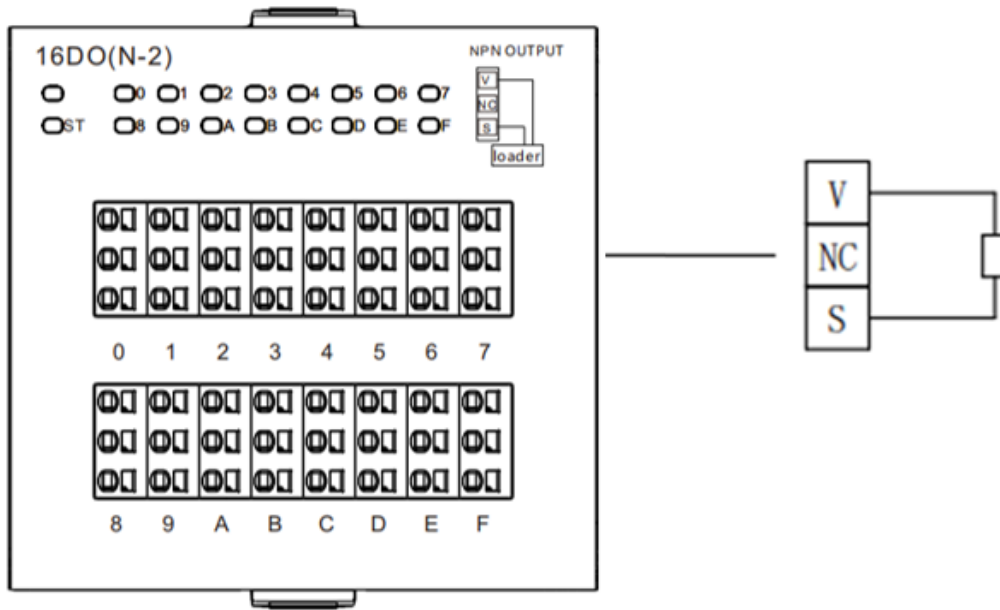 16DO(N-2)
NPN OUTPUT
V
NC
S
loader
0 1 2 3 4 5 6 7
ST 8 9 A B C D E F
0 1 2 3 4 5 6 7
8 9 A B C D E F
V
NC
S